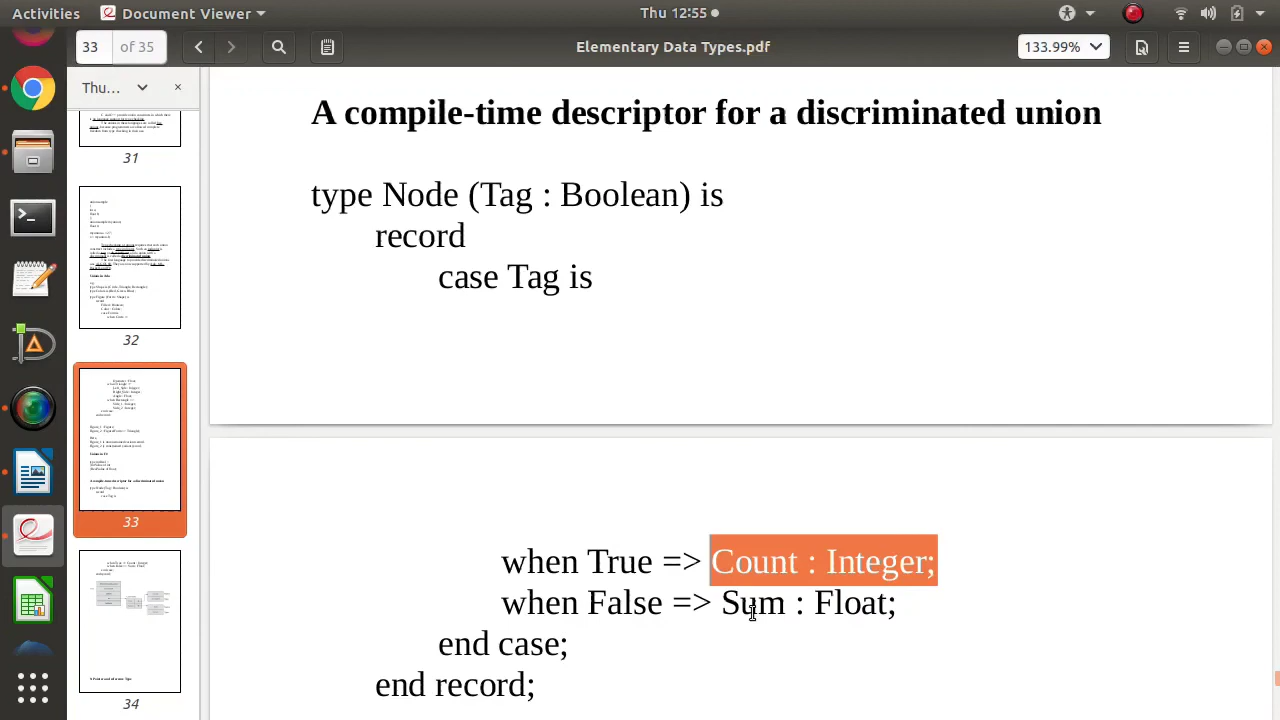 Activities
Document Viewer
Thu 12:55
33 of 35
Elementary Data Types.pdf
133.99%
Thu...
31
32
33
34
A compile-time descriptor for a discriminated union
type Node (Tag : Boolean) is
record
case Tag is
when True => Count : Integer;
when False => Sum : Float;
end case;
end record;